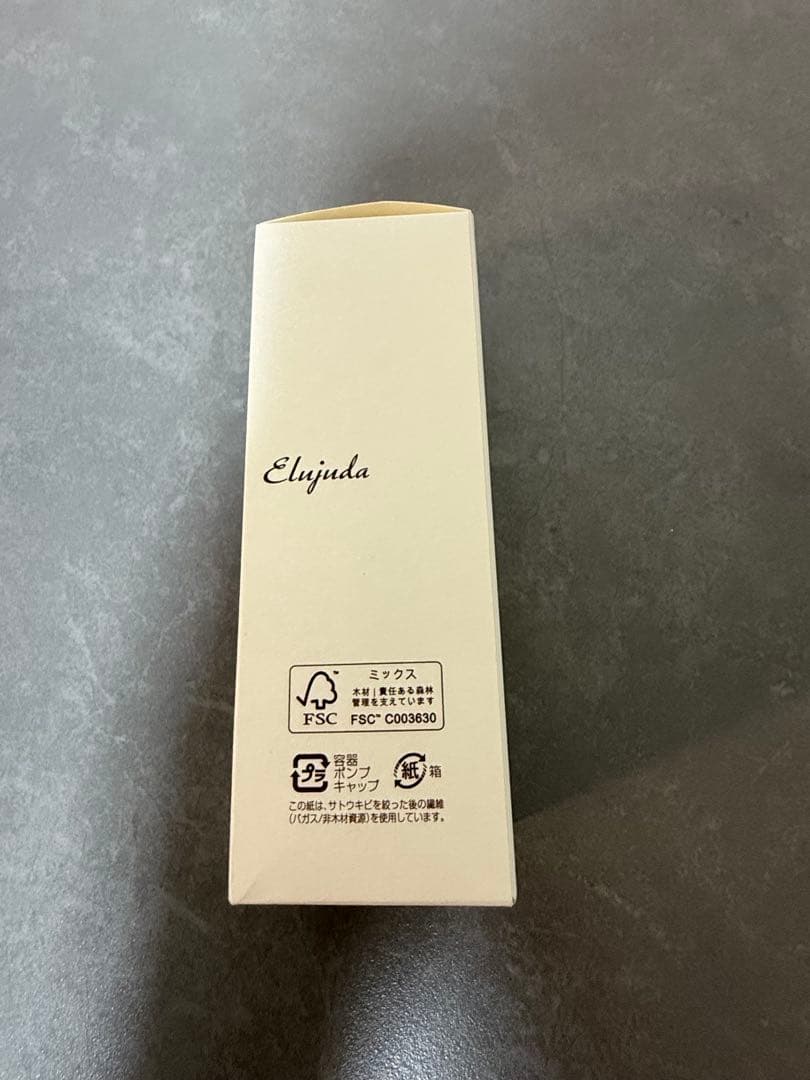 Elujuda
ミックス
木材 | 責任ある森林
管理を支えています
FSC™ C003630
FSC
プラ
容器
ポンプ
キャップ
紙
箱
この紙は、サトウキビを絞った後の繊維
(バガス/非木材資源)を使用しています。